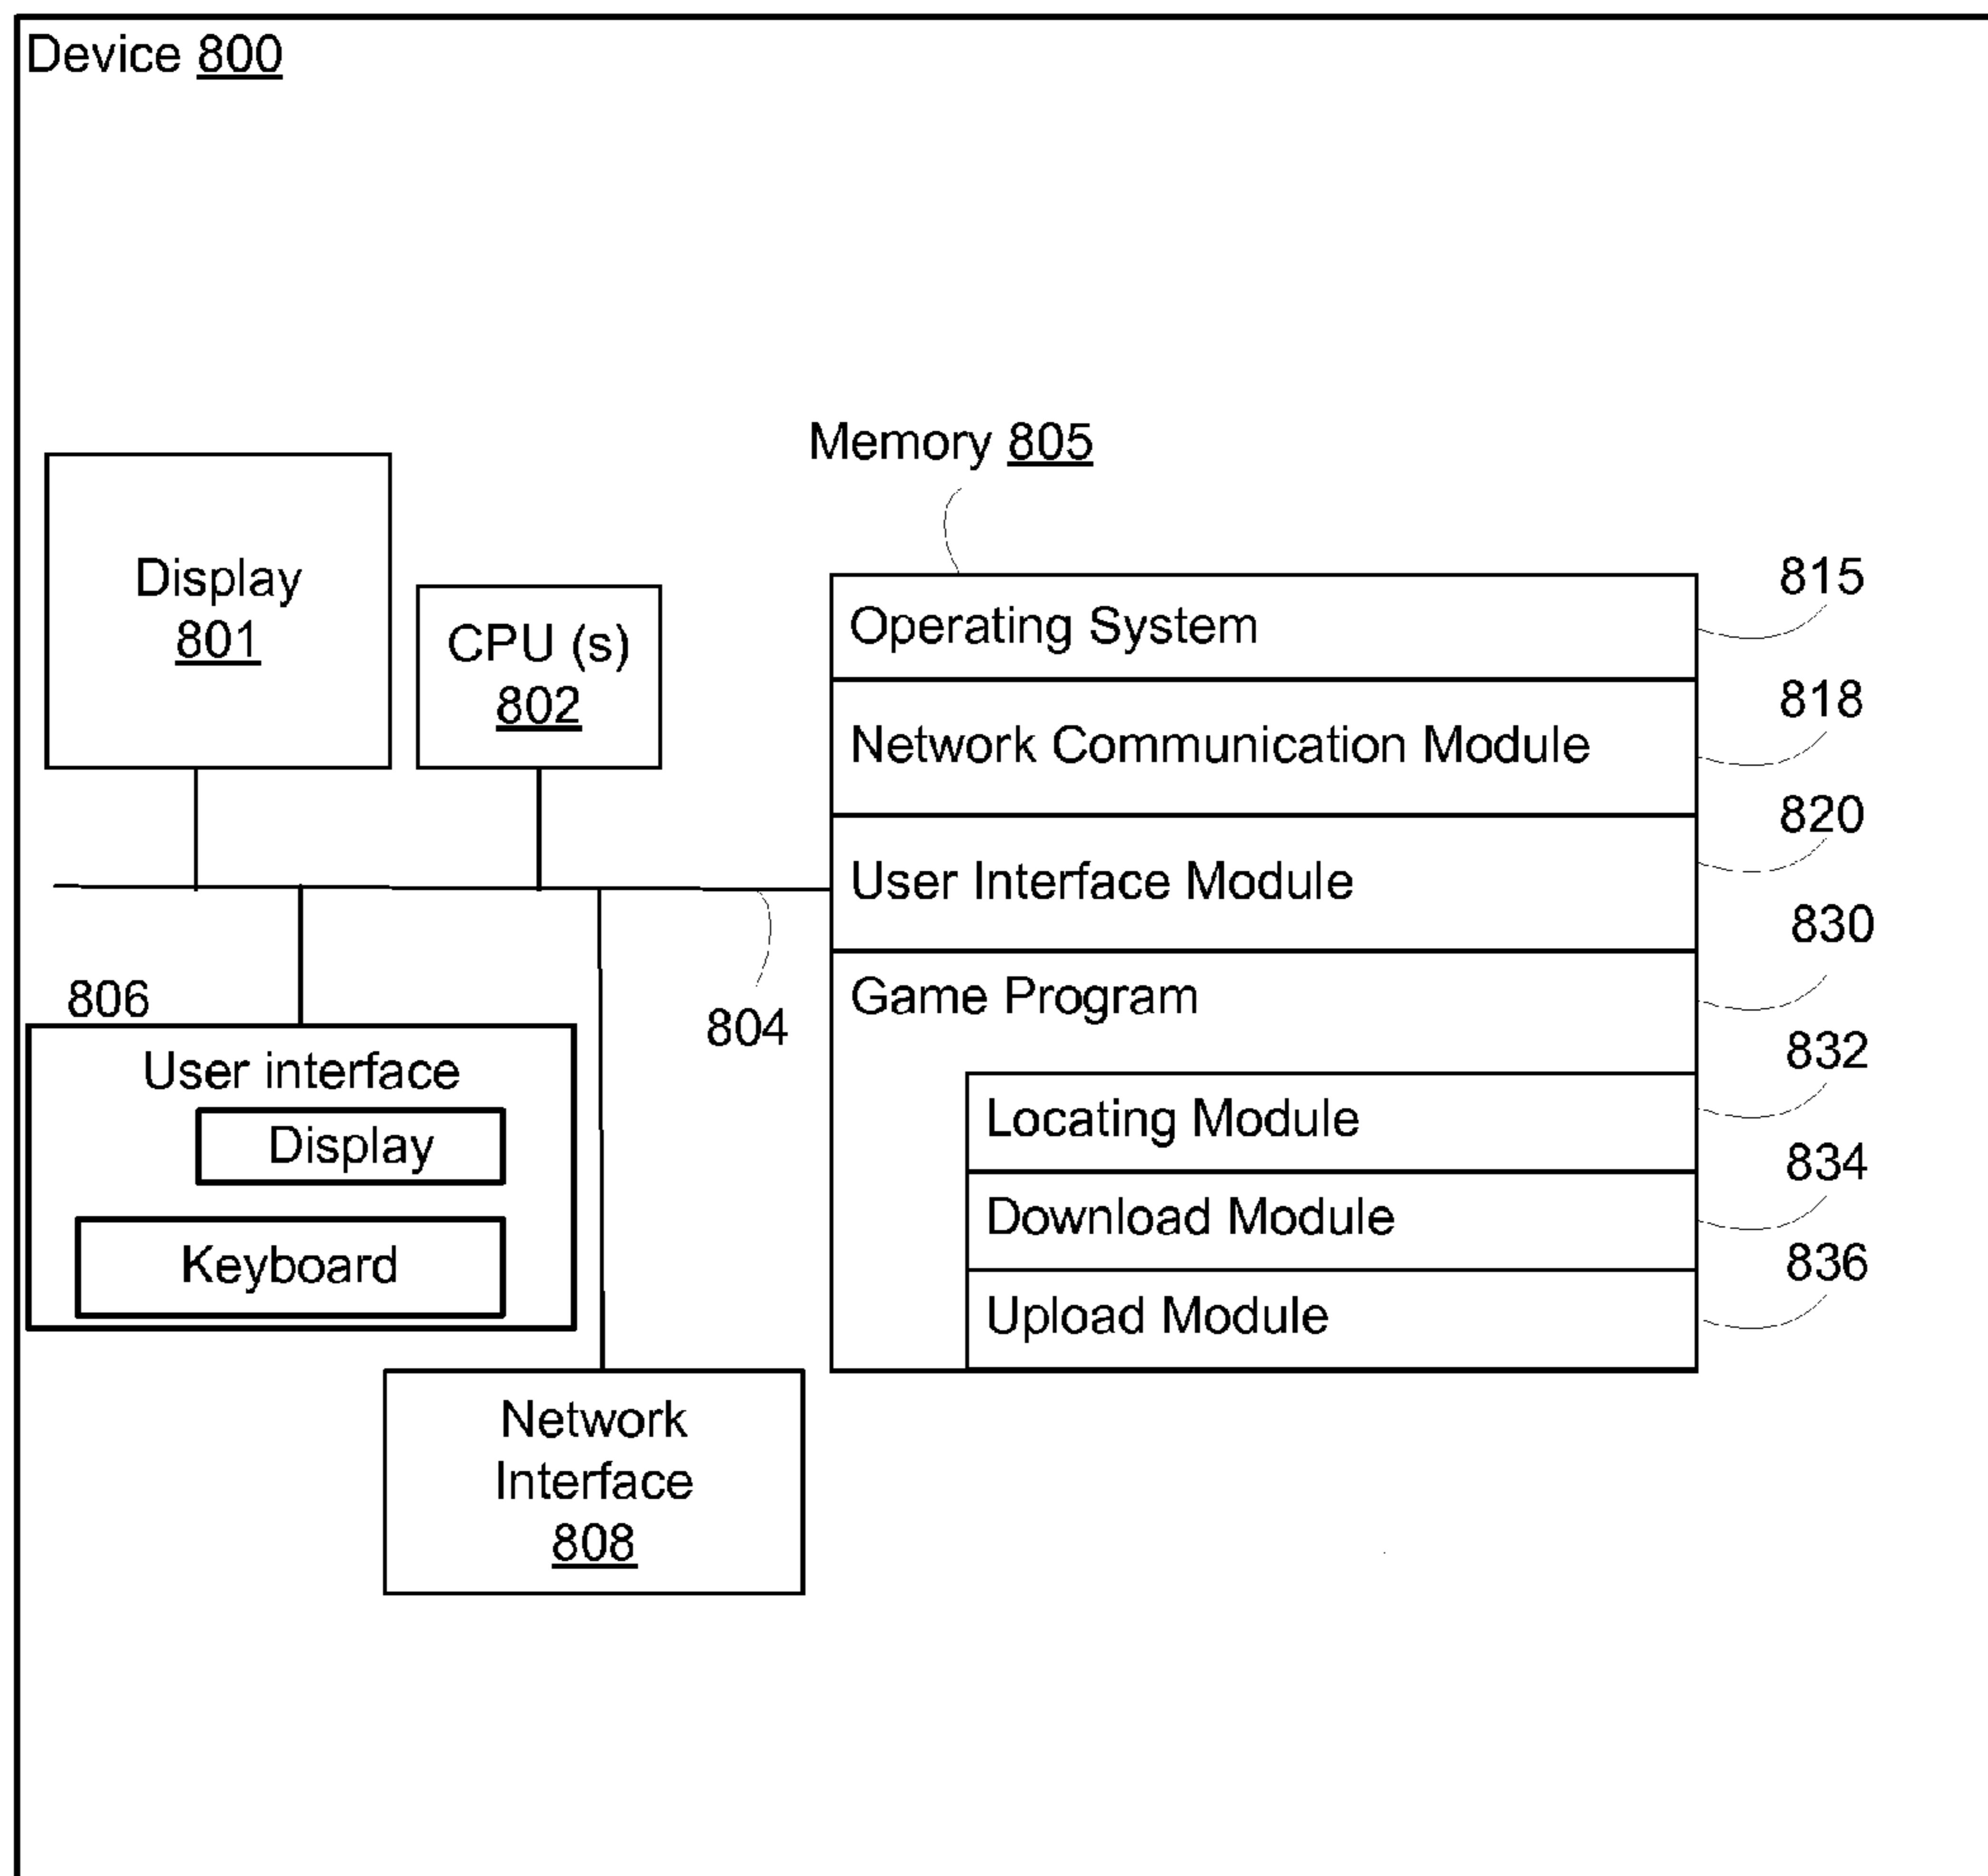 Device 800
Memory 805
Display
801
CPU (s)
802
Operating System
815
Network Communication Module
818
User Interface Module
820
Game Program
830
Locating Module
832
Download Module
834
Upload Module
836
804
806
User interface
Display
Keyboard
Network
Interface
808